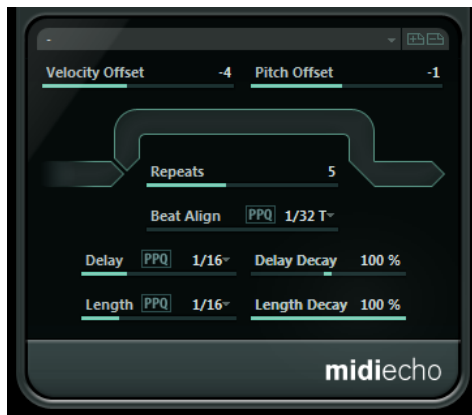 -
Velocity Offset -4 Pitch Offset -1
Repeats 5
Beat Align PPQ 1/32 T
Delay PPQ 1/16 Delay Decay 100 %
Length PPQ 1/16 Length Decay 100 %
midiecho